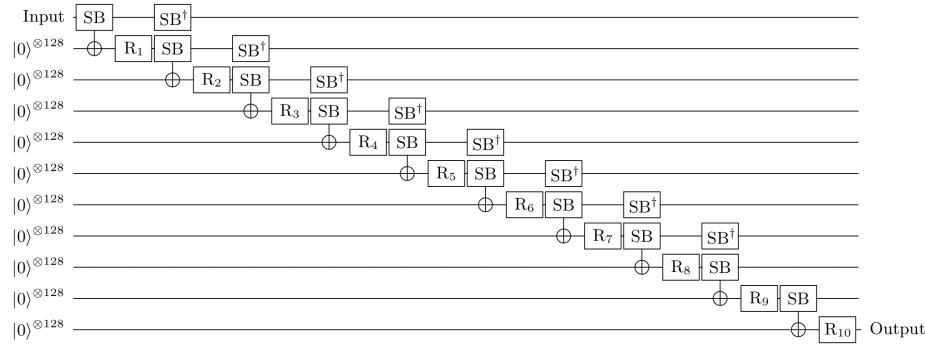 Input SB SB†
|0⟩⊗128 R1 SB SB†
|0⟩⊗128 R2 SB SB†
|0⟩⊗128 R3 SB SB†
|0⟩⊗128 R4 SB SB†
|0⟩⊗128 R5 SB SB†
|0⟩⊗128 R6 SB SB†
|0⟩⊗128 R7 SB SB†
|0⟩⊗128 R8 SB
|0⟩⊗128 R9 SB
|0⟩⊗128 R10 Output